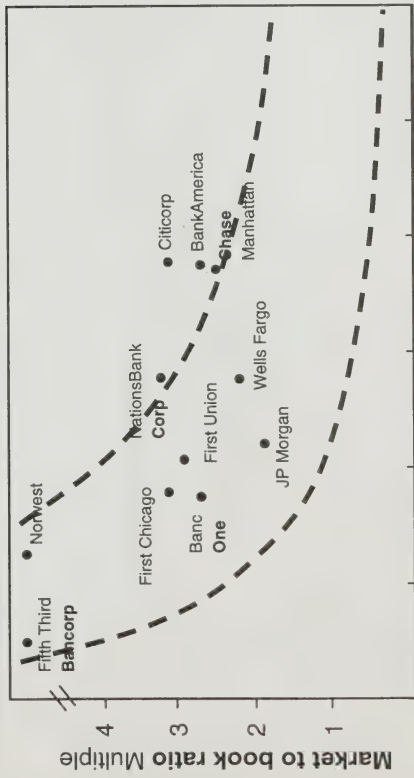 Market to book ratio Multiple
4
3
2
1
Fifth Third
Bancorp
Norwest
NationsBank
Corp
Citicorp
BankAmerica
Chase
Manhattan
First Chicago
First Union
Banc
One
Wells Fargo
JP Morgan